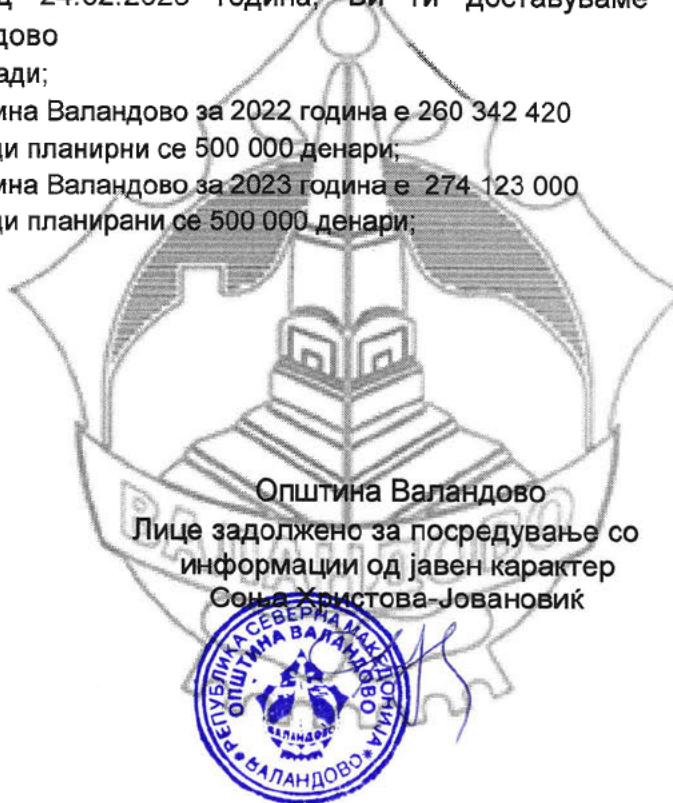 24.02.2023 година, Ви ги доставуваме
дово
ади;
ина Валандово за 2022 година е 260 342 420
ди планирни се 500 000 денари;
ина Валандово за 2023 година е 274 123 000
ди планирани се 500 000 денари;
ВАЛАНДОВО
Општина Валандово
Лице задолжено за посредување со
информации од јавен карактер
Соња Христова-Јовановиќ
РЕПУБЛИКА СЕВЕРНА МАКЕДОНИЈА
ОПШТИНА ВАЛАНДОВО
ВАЛАНДОВО
ВАЛАНДОВО